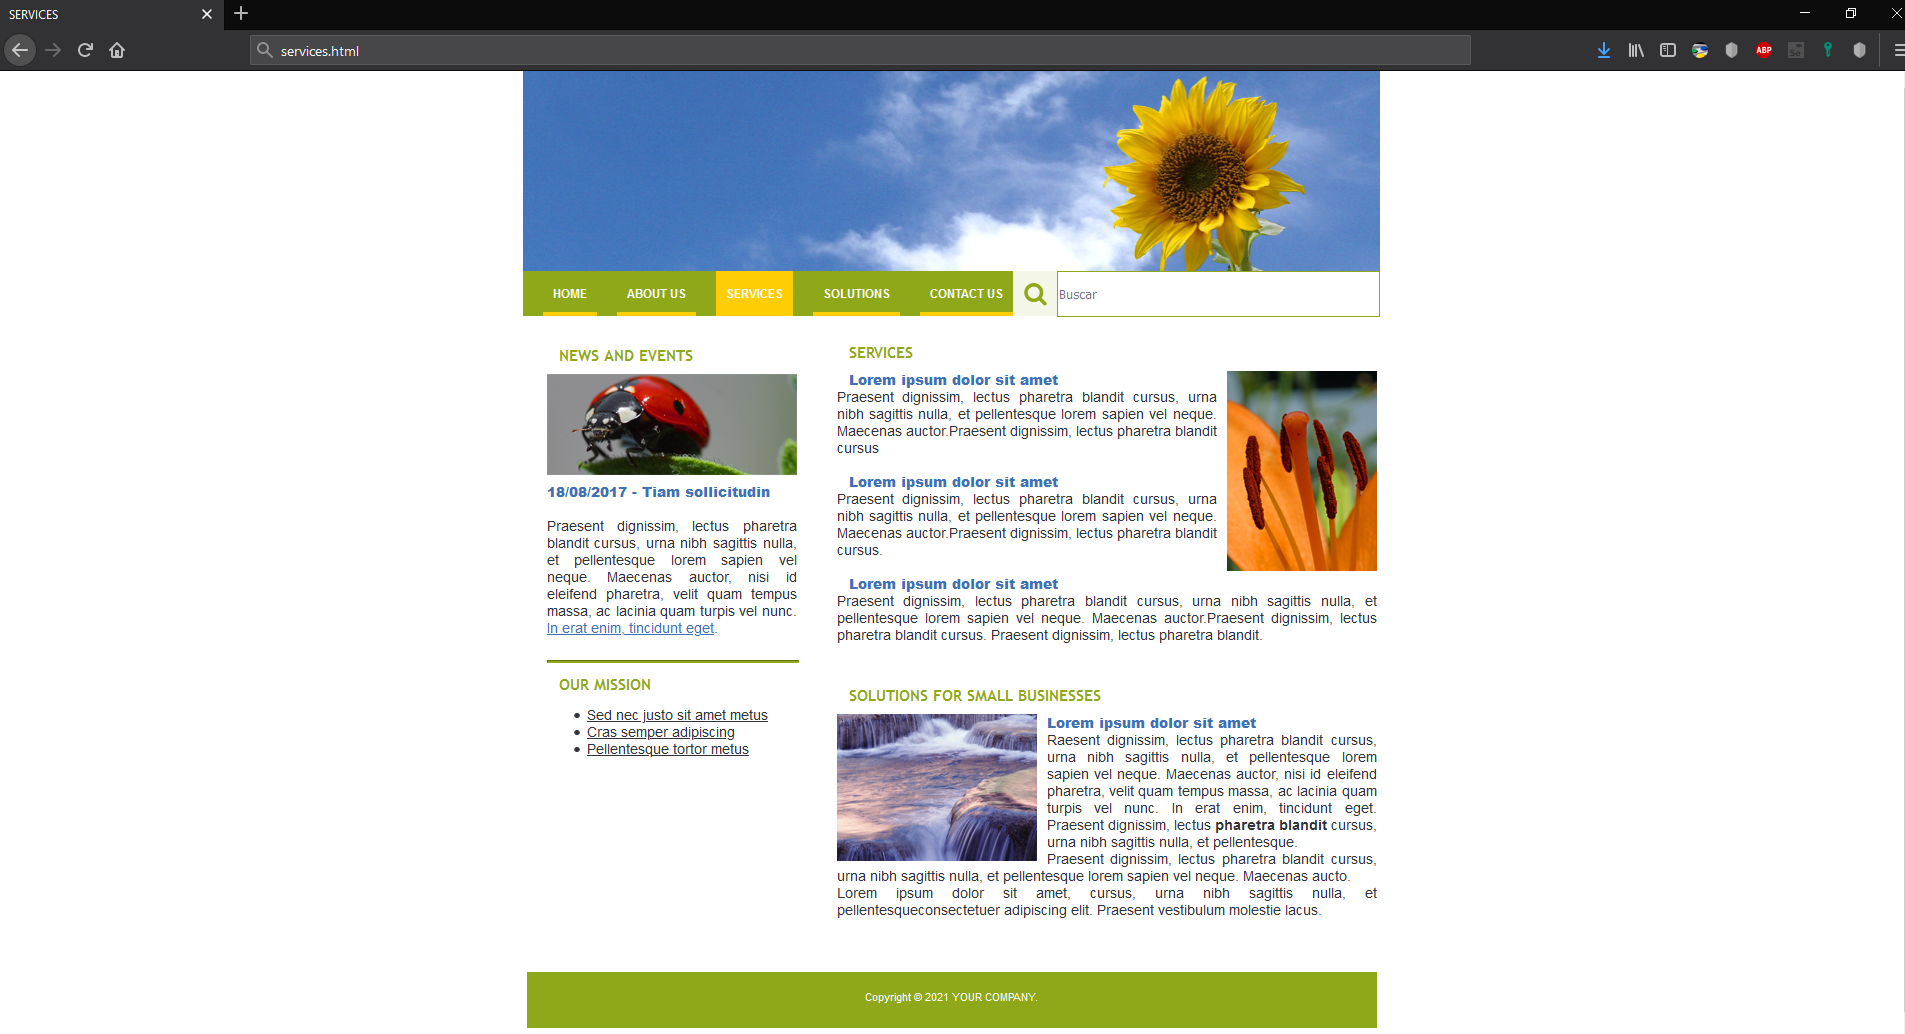 SERVICES
services.html
ABP
Se
HOME ABOUT US SERVICES SOLUTIONS CONTACT US Buscar
NEWS AND EVENTS
18/08/2017 - Tiam sollicitudin
Praesent dignissim, lectus pharetra
blandit cursus, urna nibh sagittis nulla,
et pellentesque lorem sapien vel
neque. Maecenas auctor, nisi id
eleifend pharetra, velit quam tempus
massa, ac lacinia quam turpis vel nunc.
In erat enim, tincidunt eget.
OUR MISSION
Sed nec justo sit amet metus
Cras semper adipiscing
Pellentesque tortor metus
SERVICES
Lorem ipsum dolor sit amet
Praesent dignissim, lectus pharetra blandit cursus, urna
nibh sagittis nulla, et pellentesque lorem sapien vel neque.
Maecenas auctor.Praesent dignissim, lectus pharetra blandit
cursus
Lorem ipsum dolor sit amet
Praesent dignissim, lectus pharetra blandit cursus, urna
nibh sagittis nulla, et pellentesque lorem sapien vel neque.
Maecenas auctor.Praesent dignissim, lectus pharetra blandit
cursus.
Lorem ipsum dolor sit amet
Praesent dignissim, lectus pharetra blandit cursus, urna nibh sagittis nulla, et
pellentesque lorem sapien vel neque. Maecenas auctor.Praesent dignissim, lectus
pharetra blandit cursus. Praesent dignissim, lectus pharetra blandit.
SOLUTIONS FOR SMALL BUSINESSES
Lorem ipsum dolor sit amet
Raesent dignissim, lectus pharetra blandit cursus,
urna nibh sagittis nulla, et pellentesque lorem
sapien vel neque. Maecenas auctor, nisi id eleifend
pharetra, velit quam tempus massa, ac lacinia quam
turpis vel nunc. In erat enim, tincidunt eget.
Praesent dignissim, lectus pharetra blandit cursus,
urna nibh sagittis nulla, et pellentesque.
Praesent dignissim, lectus pharetra blandit cursus,
urna nibh sagittis nulla, et pellentesque lorem sapien vel neque. Maecenas aucto.
Lorem ipsum dolor sit amet, cursus, urna nibh sagittis nulla, et
pellentesqueconsectetuer adipiscing elit. Praesent vestibulum molestie lacus.
Copyright © 2021 YOUR COMPANY.